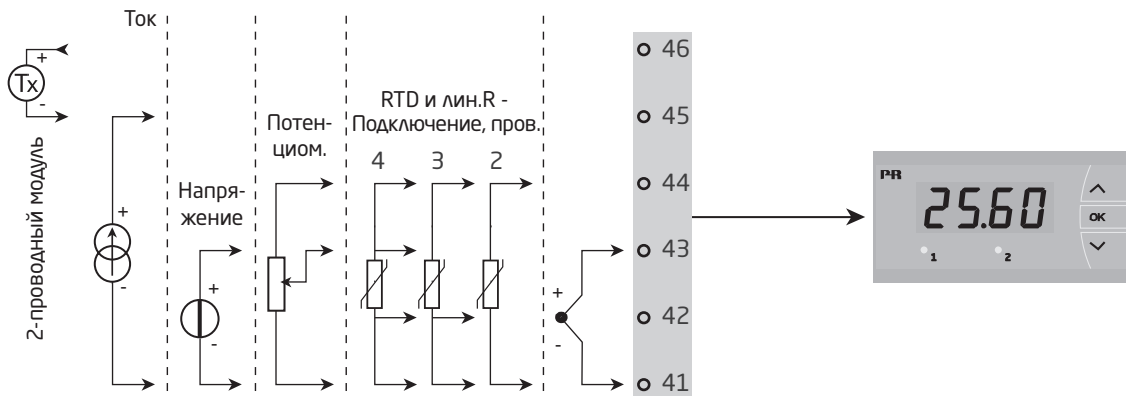 Ток
46
+
Tx
-
45
RTD и лин.R -
Подключение, пров.
Потен-
циом.
4
3
2
44
2-проводный модуль
Напря-
жение
+
-
43
+
-
42
+
-
41
PR
25.60
OK
1
2